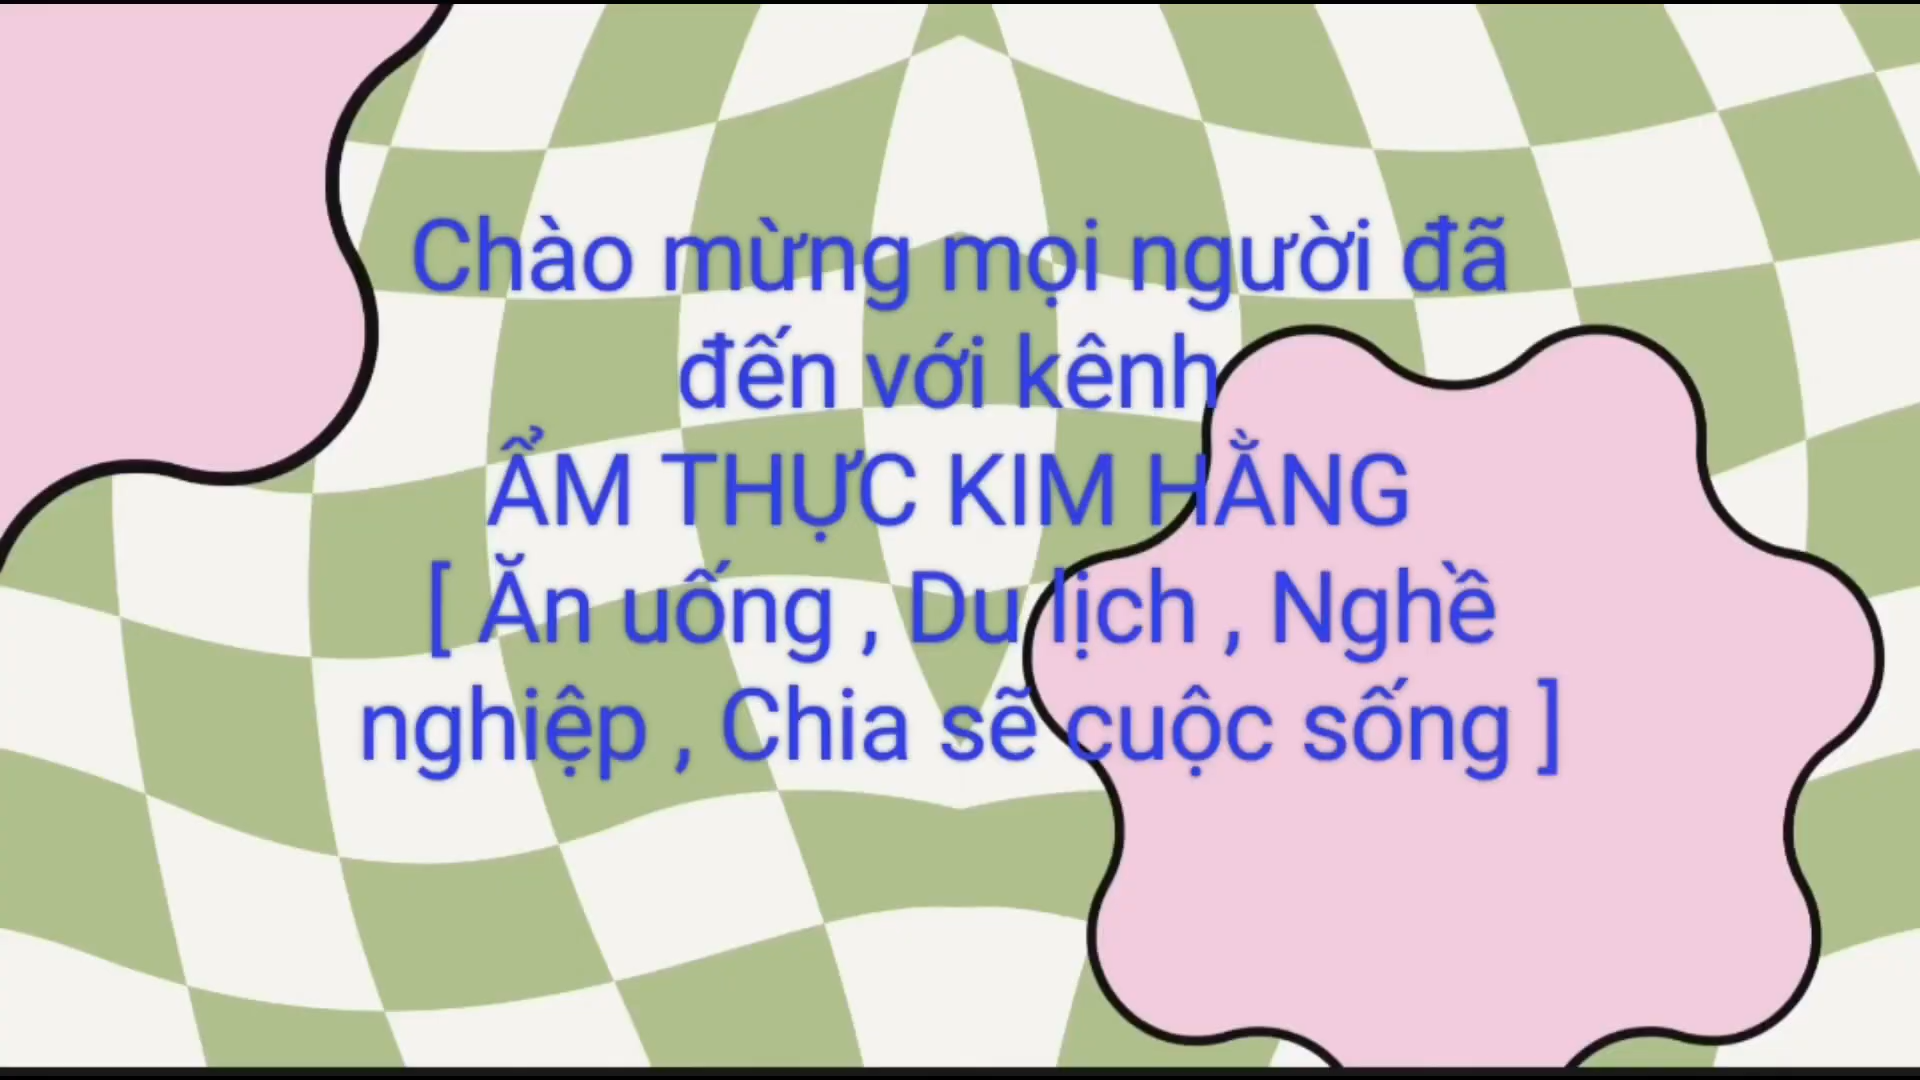 Chào mừng mọi người đã
đến với kênh
ẨM THỰC KIM HẰNG
[ Ăn uống , Du lịch , Nghề
nghiệp , Chia sẽ cuộc sống ]